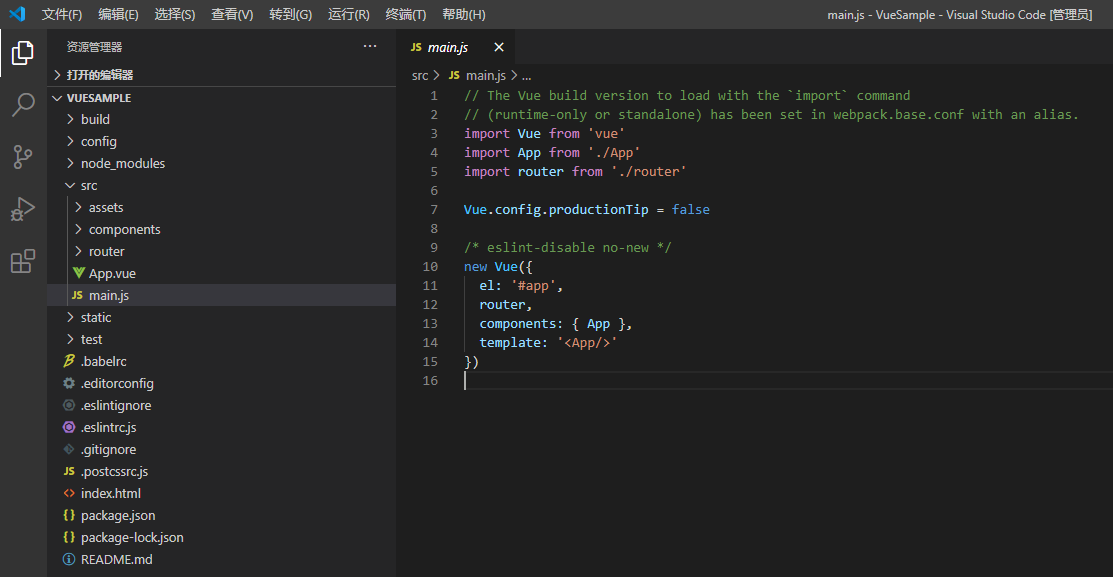 文件(F) 编辑(E) 选择(S) 查看(V) 转到(G) 运行(R) 终端(T) 帮助(H)
main.js - VueSample - Visual Studio Code [管理员]
资源管理器
打开的编辑器
VUESAMPLE
build
config
node_modules
src
assets
components
router
App.vue
JS main.js
static
test
.babelrc
.editorconfig
.eslintignore
.eslintrc.js
.gitignore
JS .postcssrc.js
<> index.html
{} package.json
{} package-lock.json
README.md
JS main.js
src > JS main.js > ...
1 // The Vue build version to load with the `import` command
2 // (runtime-only or standalone) has been set in webpack.base.conf with an alias.
3 import Vue from 'vue'
4 import App from './App'
5 import router from './router'
6
7 Vue.config.productionTip = false
8
9 /* eslint-disable no-new */
10 new Vue({
11   el: '#app',
12   router,
13   components: { App },
14   template: '<App/>'
15 })
16